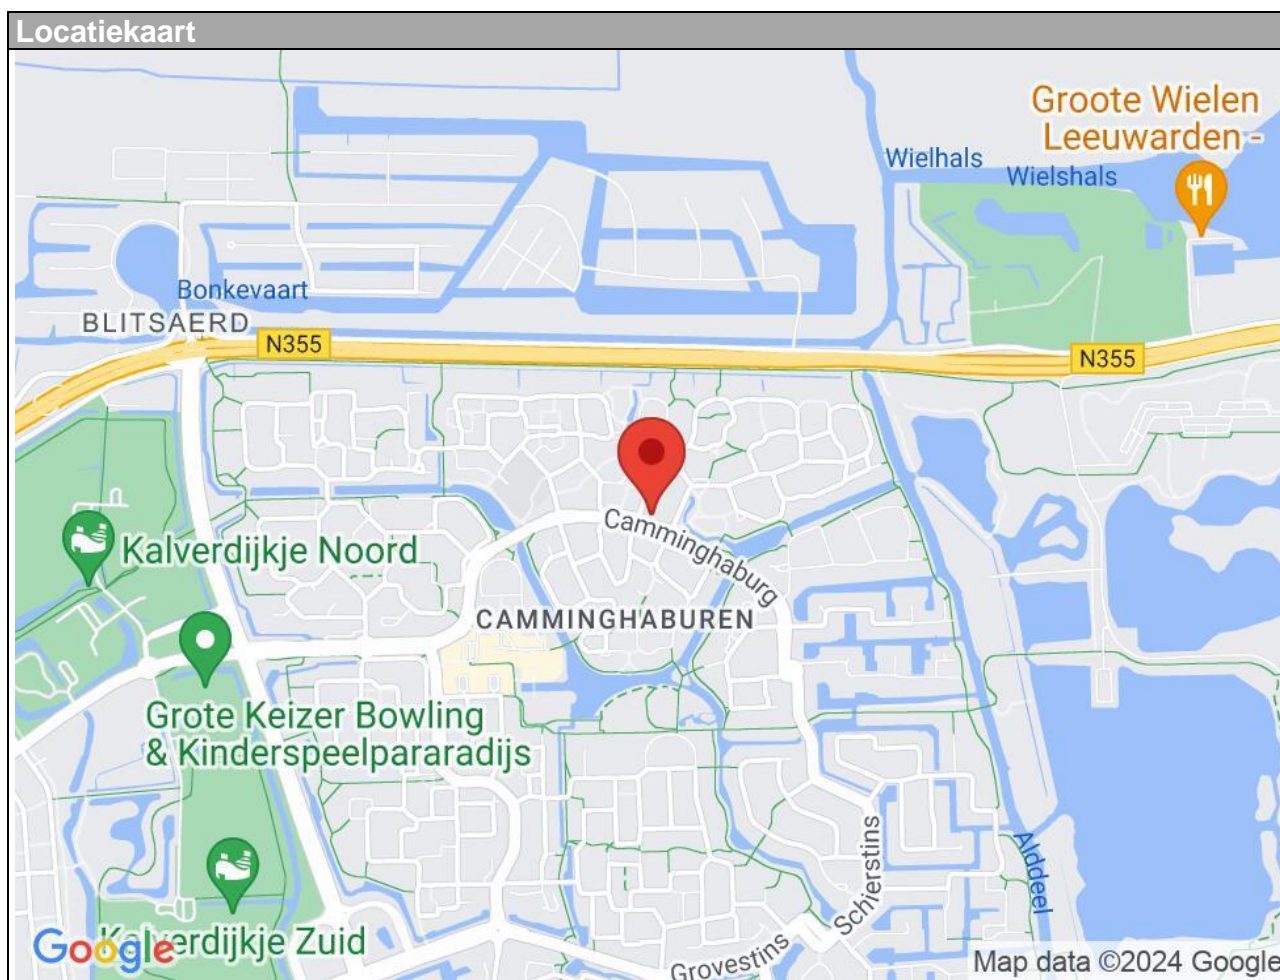 Locatiekaart
Groote Wielen
Leeuwarden -
Wielhals
Wielshals
Bonkevaart
BLITSAERD
N355
N355
Camminghaburg
Kalverdijkje Noord
CAMMINGHABUREN
Grote Keizer Bowling
& Kinderspeelpararadijs
Schierstins
Alddeel
Kalverdijkje Zuid
Google
Grovestins
Map data ©2024 Google